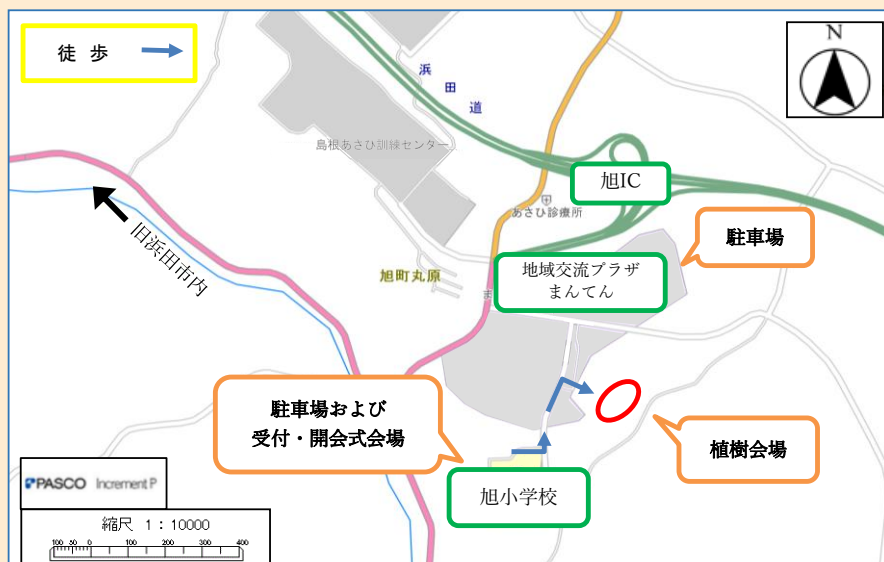 徒 歩
N
浜
田
道
島根あさひ訓練センター
旭IC
あさひ診療所
駐車場
旧浜田市内
旭町丸原
地域交流プラザ
まんてん
ま
駐車場および
受付・開会式会場
植樹会場
旭小学校
PASCO Increment P
縮尺 1：10000
100 50 0 100 200 300 400